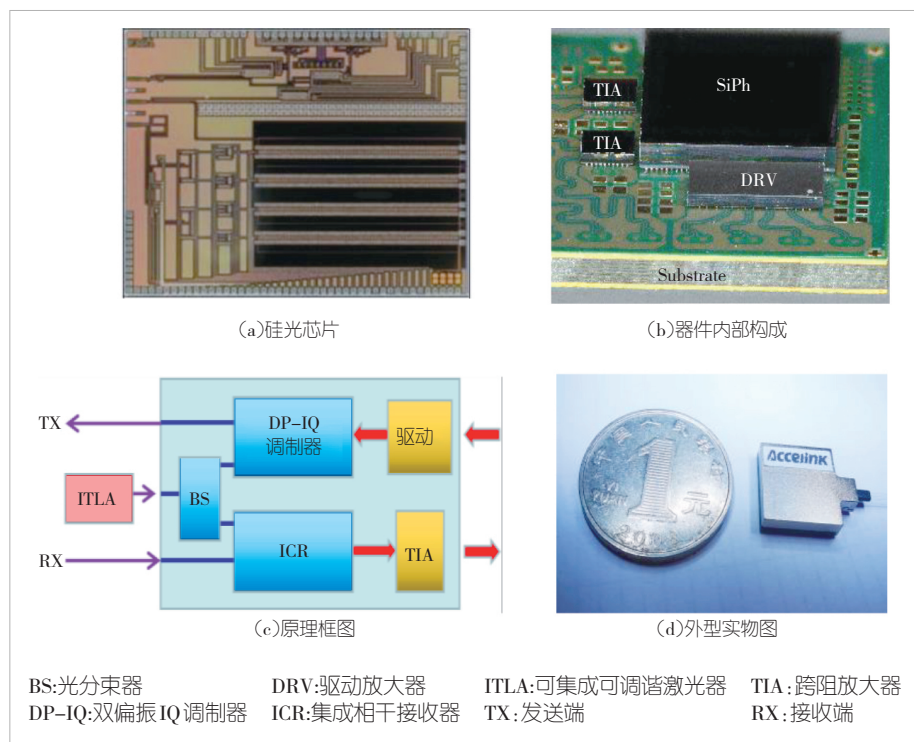 TIA
SiPh
TIA
DRV
Substrate
(a)硅光芯片
(b)器件内部构成
TX
DP-IQ
调制器
驱动
ITLA
BS
RX
ICR
TIA
Accelink
1
元
YI
YUAN
(c)原理框图
(d)外型实物图
BS:光分束器 DRV:驱动放大器 ITLA:可集成可调谐激光器 TIA:跨阻放大器
DP-IQ:双偏振IQ调制器 ICR:集成相干接收器 TX:发送端 RX:接收端